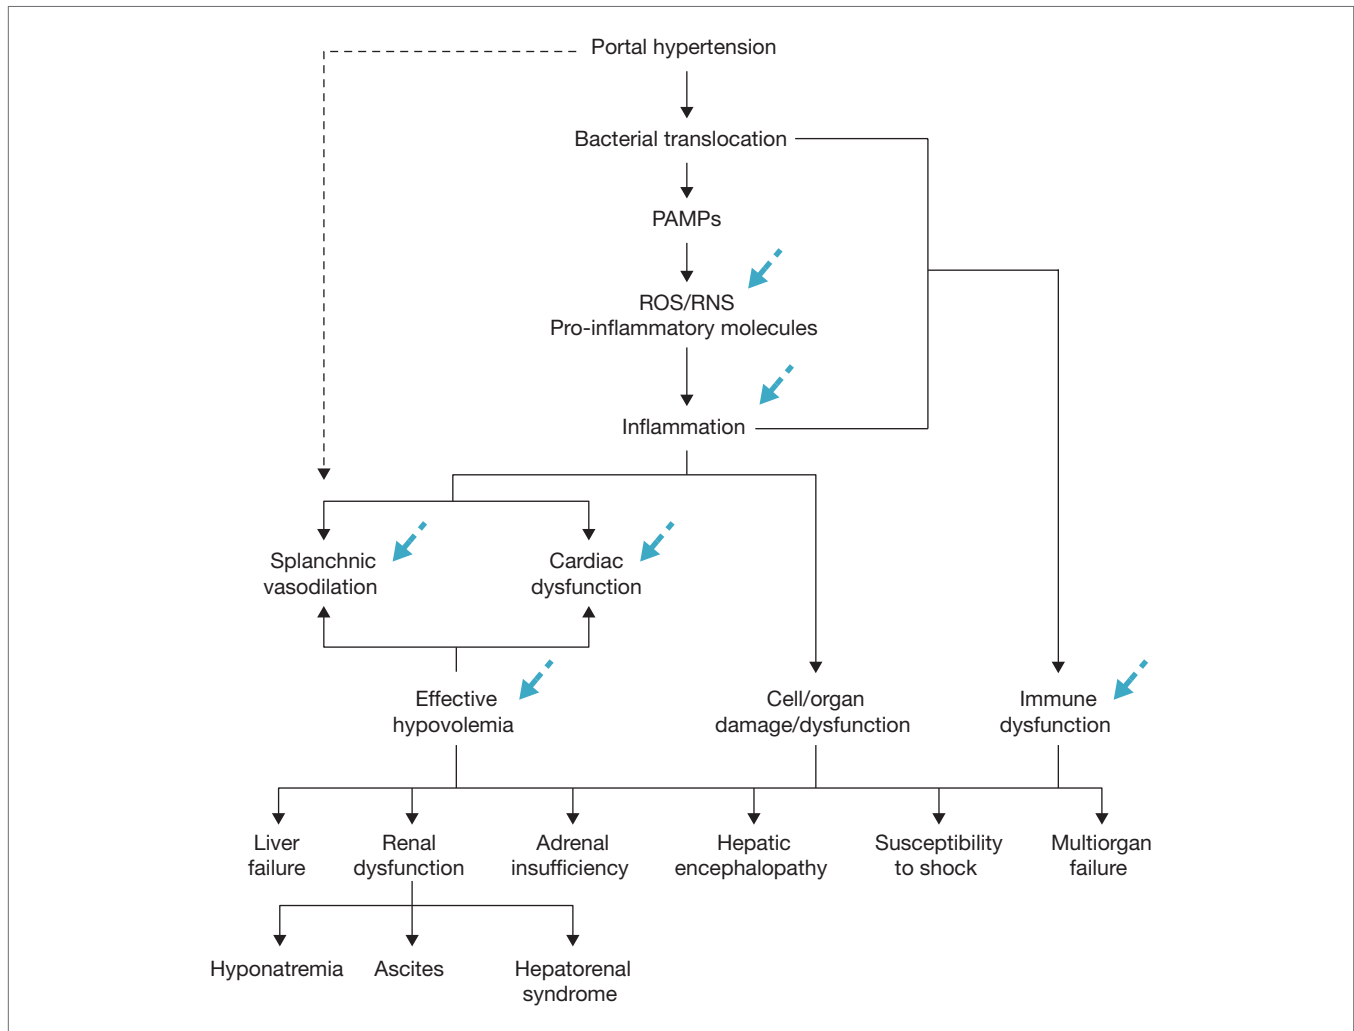 Portal hypertension
Bacterial translocation
PAMPs
ROS/RNS
Pro-inflammatory molecules
Inflammation
Splanchnic
vasodilation
Cardiac
dysfunction
Effective
hypovolemia
Cell/organ
damage/dysfunction
Immune
dysfunction
Liver
failure
Renal
dysfunction
Adrenal
insufficiency
Hepatic
encephalopathy
Susceptibility
to shock
Multiorgan
failure
Hyponatremia
Ascites
Hepatorenal
syndrome